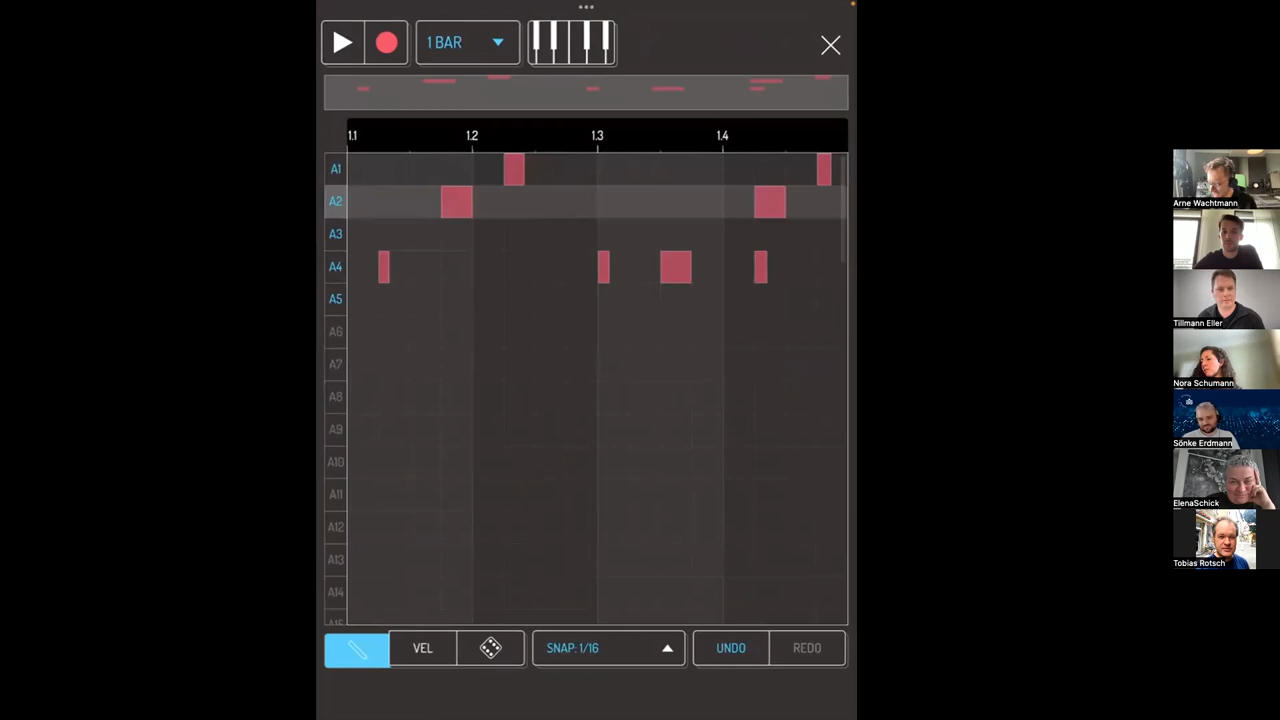 1 BAR
1.1 1.2 1.3 1.4
A1
A2
A3
A4
A5
A6
A7
A8
A9
A10
A11
A12
A13
A14
A15
VEL SNAP: 1/16 UNDO REDO
Arne Wachtmann
Tillmann Eller
Nora Schumann
Sönke Erdmann
ElenaSchick
Tobias Rotsch